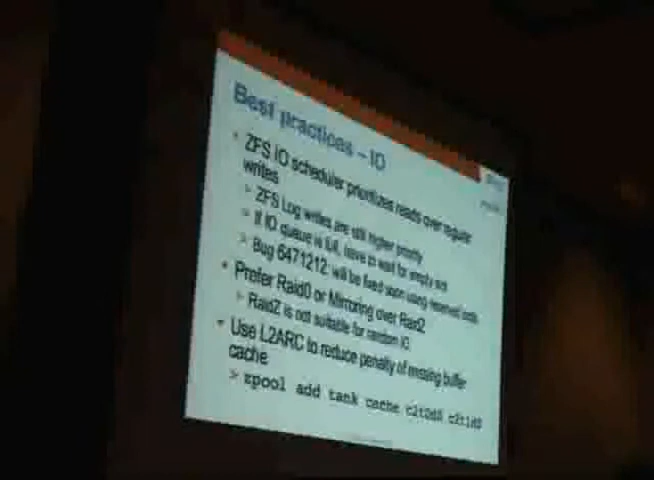 Best practices – IO
• ZFS IO scheduler prioritizes reads over regular
writes
> ZFS Log writes are still higher priority
> If IO queue is full, have to wait for empty slot
> Bug 6471212: will be fixed soon using reserved slots
• Prefer Raid0 or Mirroring over RaidZ
> RaidZ is not suitable for random IO.
• Use L2ARC to reduce penalty of missing buffer
cache
> zpool add tank cache c2t0d0 c2t1d0